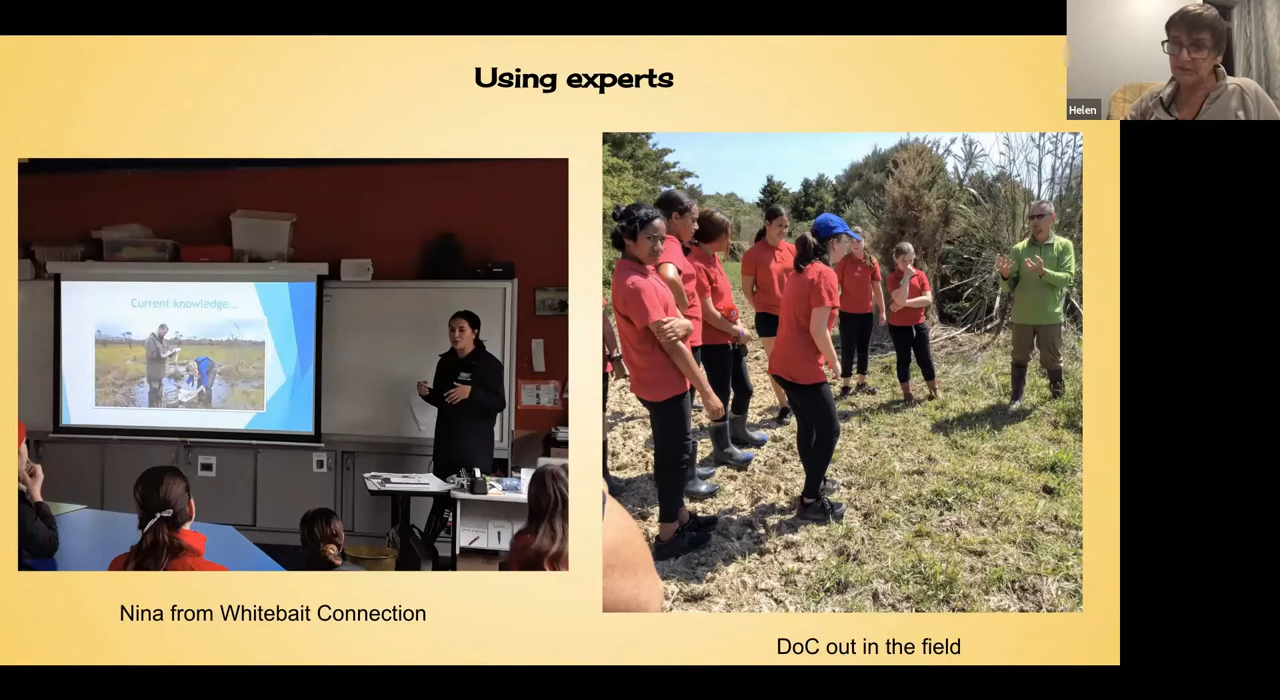 Using experts
Helen
Current knowledge...
Nina from Whitebait Connection
DoC out in the field